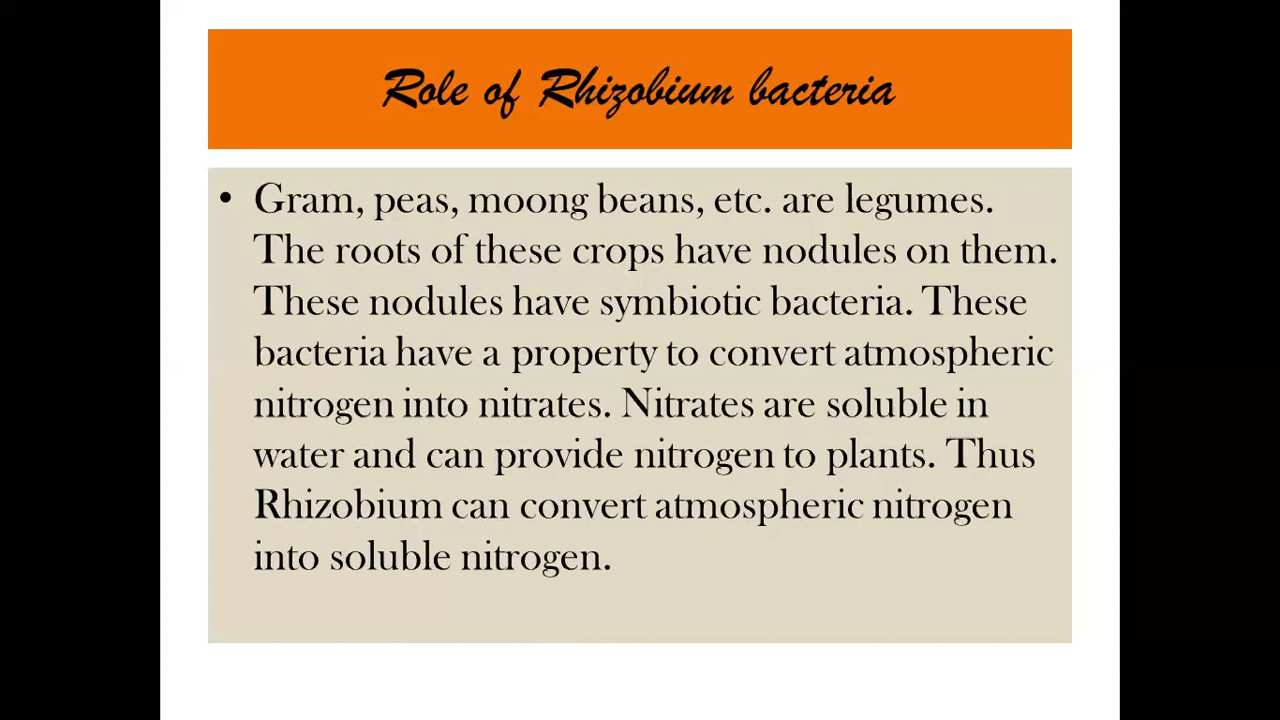 Role of Rhizobium bacteria
• Gram, peas, moong beans, etc. are legumes.
The roots of these crops have nodules on them.
These nodules have symbiotic bacteria. These
bacteria have a property to convert atmospheric
nitrogen into nitrates. Nitrates are soluble in
water and can provide nitrogen to plants. Thus
Rhizobium can convert atmospheric nitrogen
into soluble nitrogen.